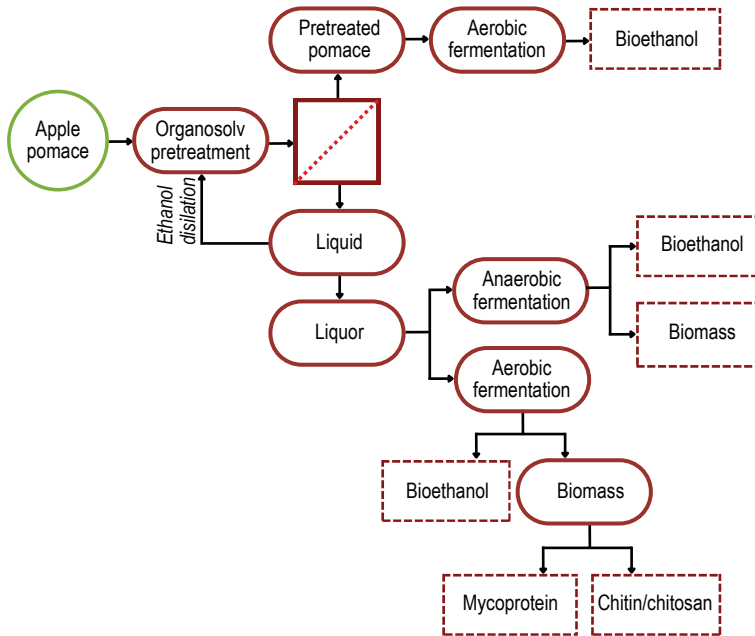 Pretreated
pomace
Aerobic
fermentation
Bioethanol
Apple
pomace
Organosolv
pretreatment
Ethanol
disilation
Liquid
Liquor
Anaerobic
fermentation
Bioethanol
Biomass
Aerobic
fermentation
Bioethanol
Biomass
Mycoprotein
Chitin/chitosan